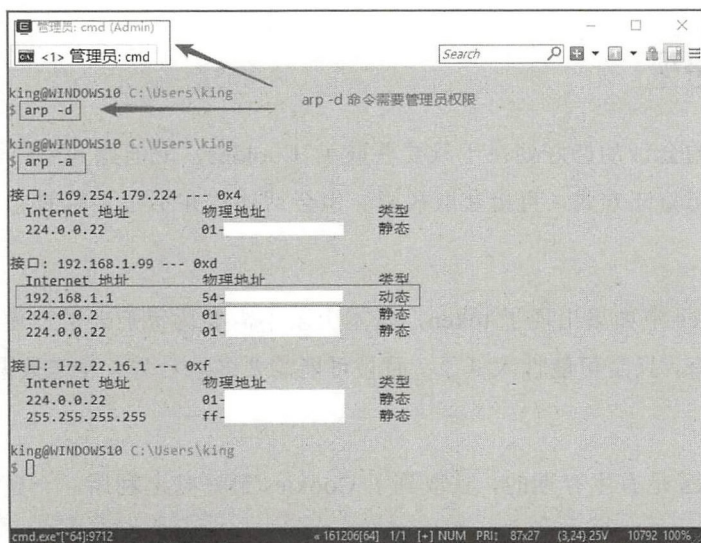 管理员: cmd (Admin)
<1> 管理员: cmd
Search
king@WINDOWS10 C:\Users\king
$ arp -d
arp -d 命令需要管理员权限
king@WINDOWS10 C:\Users\king
$ arp -a
接口: 169.254.179.224 --- 0x4
Internet 地址 物理地址 类型
224.0.0.22 01- 静态
接口: 192.168.1.99 --- 0xd
Internet 地址 物理地址 类型
192.168.1.1 54- 动态
224.0.0.2 01- 静态
224.0.0.22 01- 静态
接口: 172.22.16.1 --- 0xf
Internet 地址 物理地址 类型
224.0.0.22 01- 静态
255.255.255.255 ff- 静态
king@WINDOWS10 C:\Users\king
$
cmd.exe*[*64]:9712 « 161206[64] 1/1 [+] NUM PRI: 87x27 (3,24) 25V 10792 100%